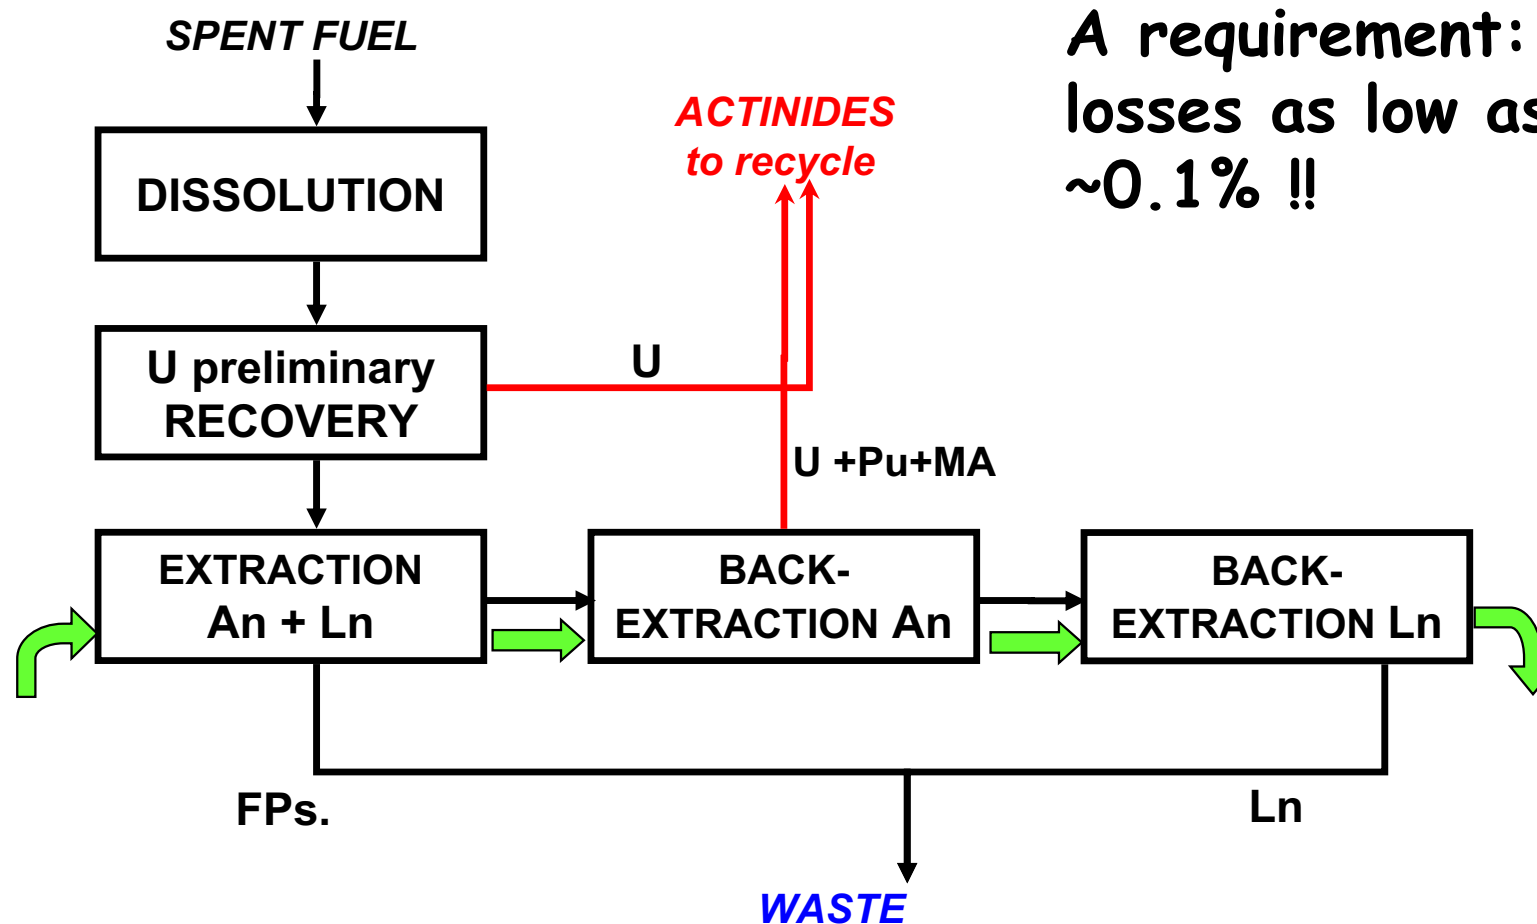 SPENT FUEL
A requirement:
losses as low as
~0.1% !!
ACTINIDES
to recycle
DISSOLUTION
U preliminary
RECOVERY
U
U +Pu+MA
EXTRACTION
An + Ln
BACK-
EXTRACTION An
BACK-
EXTRACTION Ln
FPs.
Ln
WASTE